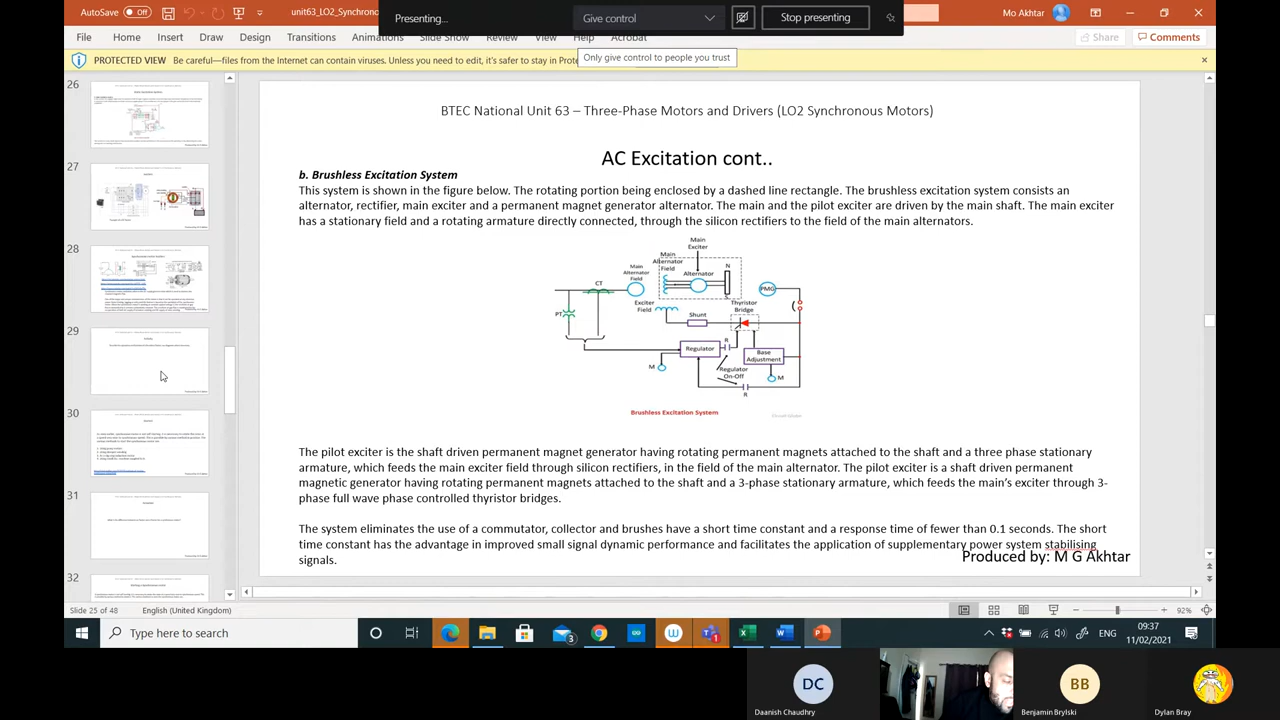 AutoSave Off
unit63_LO2_Synchrono
Presenting...
Give control
Stop presenting
Mo Akhtar
File Home Insert Draw Design Transitions Animations Slide Show Review View Help Acrobat
Share Comments
Only give control to people you trust
PROTECTED VIEW Be careful—files from the Internet can contain viruses. Unless you need to edit, it's safer to stay in Prote
26
27
28
29
30
31
32
BTEC National Unit 63 – Three-Phase Motors and Drivers (LO2 Synchronous Motors)
AC Excitation cont..
b. Brushless Excitation System
This system is shown in the figure below. The rotating portion being enclosed by a dashed line rectangle. The brushless excitation system consists an
alternator, rectifier, main exciter and a permanent magnet generator alternator. The main and the pilot exciter are driven by the main shaft. The main exciter
has a stationary field and a rotating armature directly connected, through the silicon rectifiers to the field of the main alternators.
Main
Exciter
Main
Alternator
Field
Main
Alternator
Field
Alternator
N
S
CT
PMG
PT
Exciter
Field
Shunt
Thyristor
Bridge
Regulator
R
Base
Adjustment
M
Regulator
On-Off
M
R
Brushless Excitation System
Circuit Globe
The pilot exciter is the shaft driven permanent magnet generator having rotating permanent magnets attached to the shaft and a three phase stationary
armature, which feeds the main exciter field through silicon rectifiers, in the field of the main alternator. The pilot exciter is a shaft driven permanent
magnetic generator having rotating permanent magnets attached to the shaft and a 3-phase stationary armature, which feeds the main's exciter through 3-
phase full wave phase controlled thyristor bridges.
The system eliminates the use of a commutator, collector and brushes have a short time constant and a response time of fewer than 0.1 seconds. The short
time constant has the advantage in improved small signal dynamic performance and facilitates the application of supplementary power system stabilising
signals.
Produced by: M G Akhtar
Slide 25 of 48 English (United Kingdom)
92%
Type here to search
3
1
ENG
09:37
11/02/2021
DC
BB
Daanish Chaudhry
Benjamin Brylski
Dylan Bray